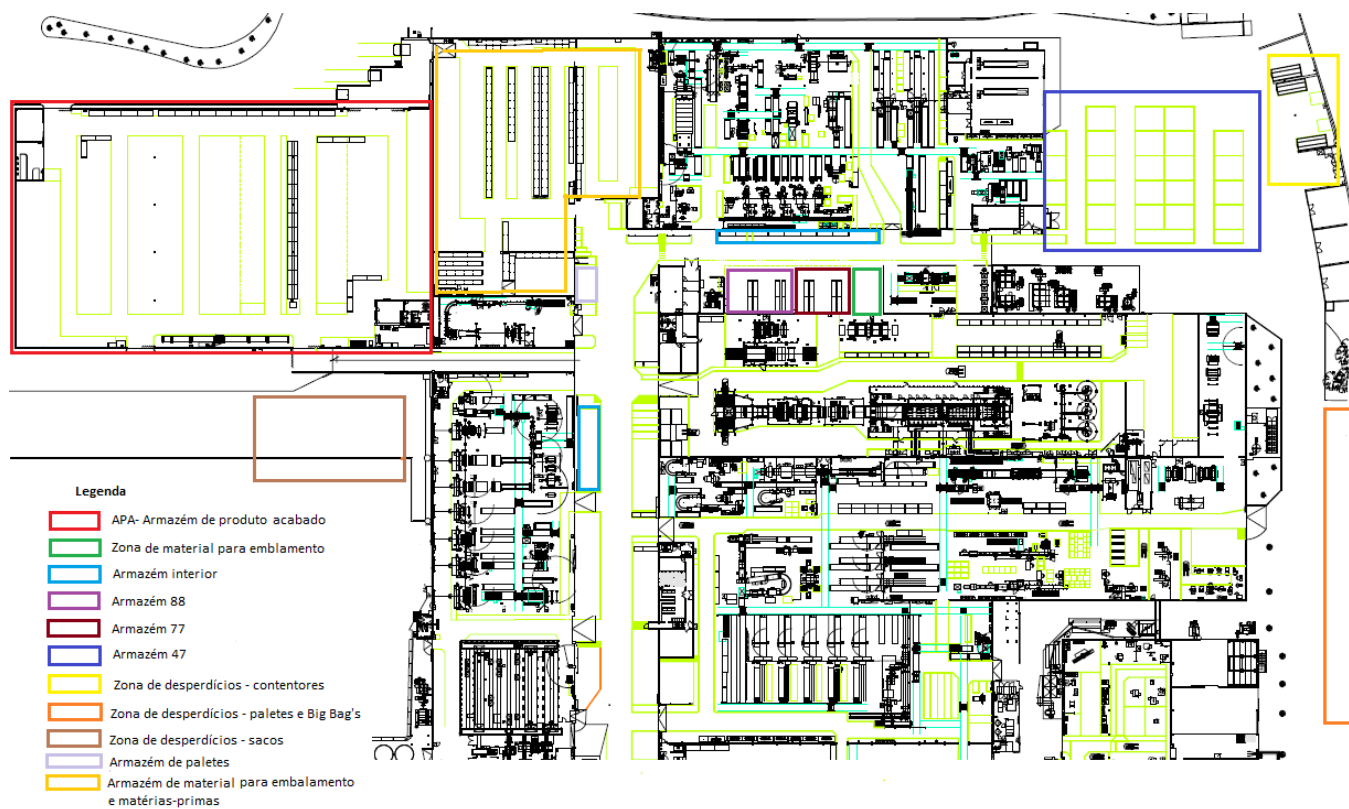 Legenda
APA- Armazém de produto acabado
Zona de material para emblamento
Armazém interior
Armazém 88
Armazém 77
Armazém 47
Zona de desperdícios - contentores
Zona de desperdícios - paletes e Big Bag's
Zona de desperdícios - sacos
Armazém de paletes
Armazém de material para embalamento
e matérias-primas